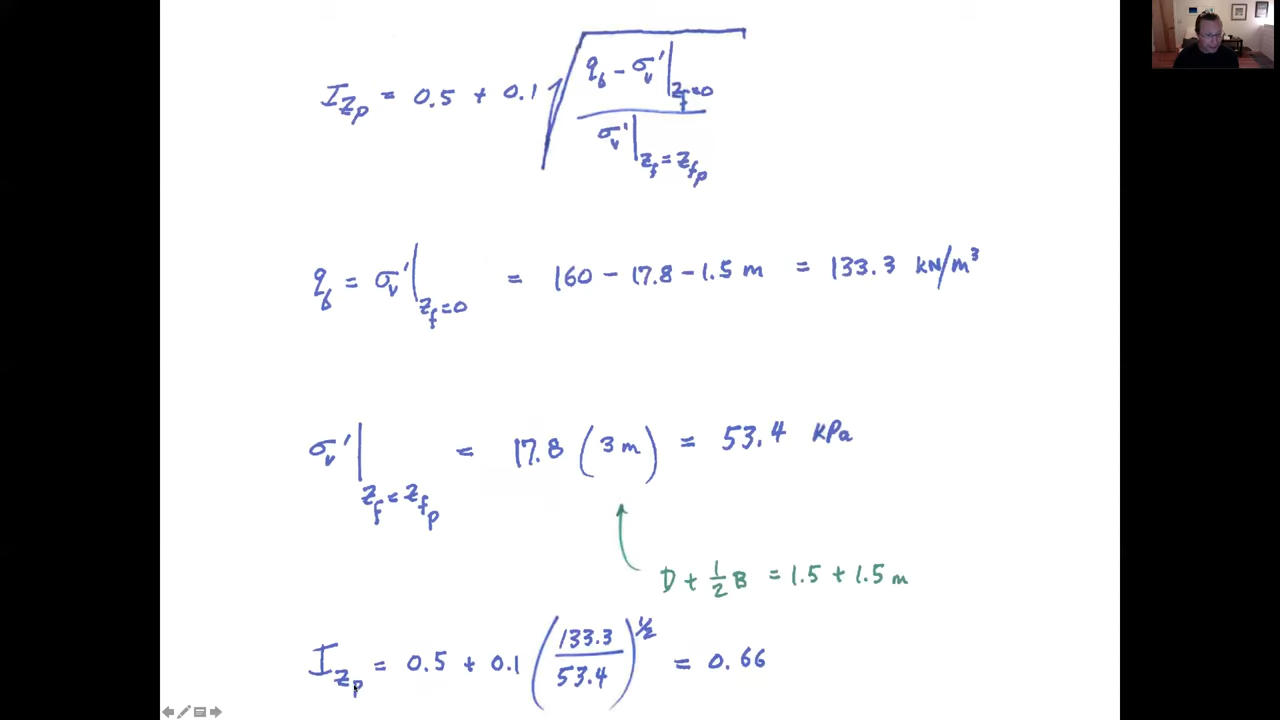 I_{z_p} = 0.5 + 0.1 √((q_b - σ_v'|_{z_f=0}) / (σ_v'|_{z_f=z_{f_p}}))
q_b = σ_v'|_{z_f=0} = 160 - 17.8 - 1.5 m = 133.3 kN/m³
σ_v'|_{z_f=z_{f_p}} = 17.8 (3 m) = 53.4 kPa
D + 1/2 B = 1.5 + 1.5 m
I_{z_p} = 0.5 + 0.1 (133.3 / 53.4)^{1/2} = 0.66